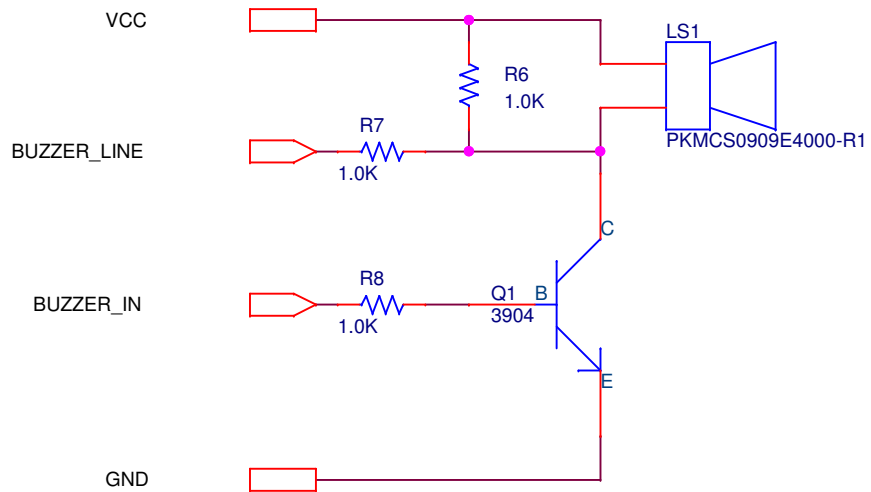 VCC
LS1
R6
1.0K
R7
PKMCS0909E4000-R1
BUZZER_LINE
1.0K
C
R8
Q1
B
BUZZER_IN
3904
1.0K
E
GND